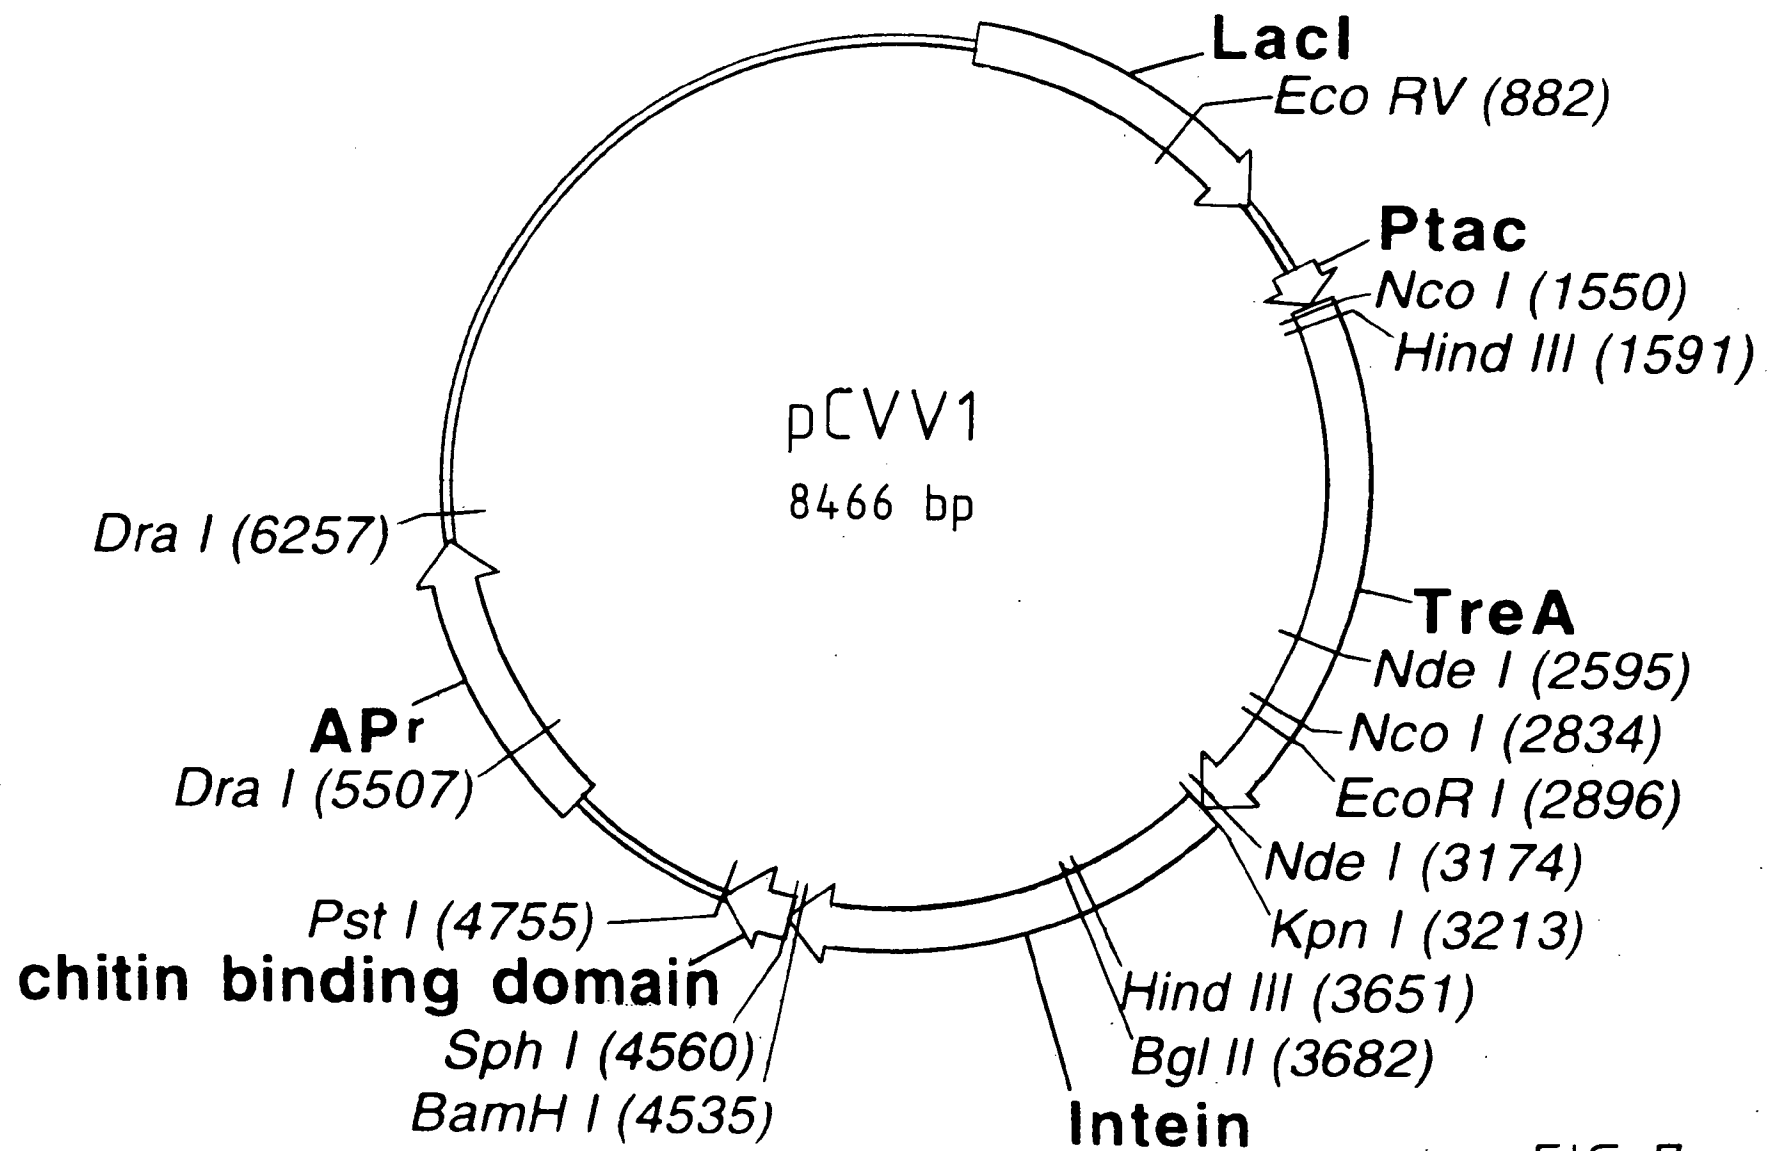 LacI
Eco RV (882)
Ptac
Nco I (1550)
Hind III (1591)
pCVV1
8466 bp
Dra I (6257)
TreA
Nde I (2595)
APr
Nco I (2834)
Dra I (5507)
EcoR I (2896)
Nde I (3174)
Pst I (4755)
Kpn I (3213)
chitin binding domain
Hind III (3651)
Sph I (4560)
Bgl II (3682)
BamH I (4535)
Intein